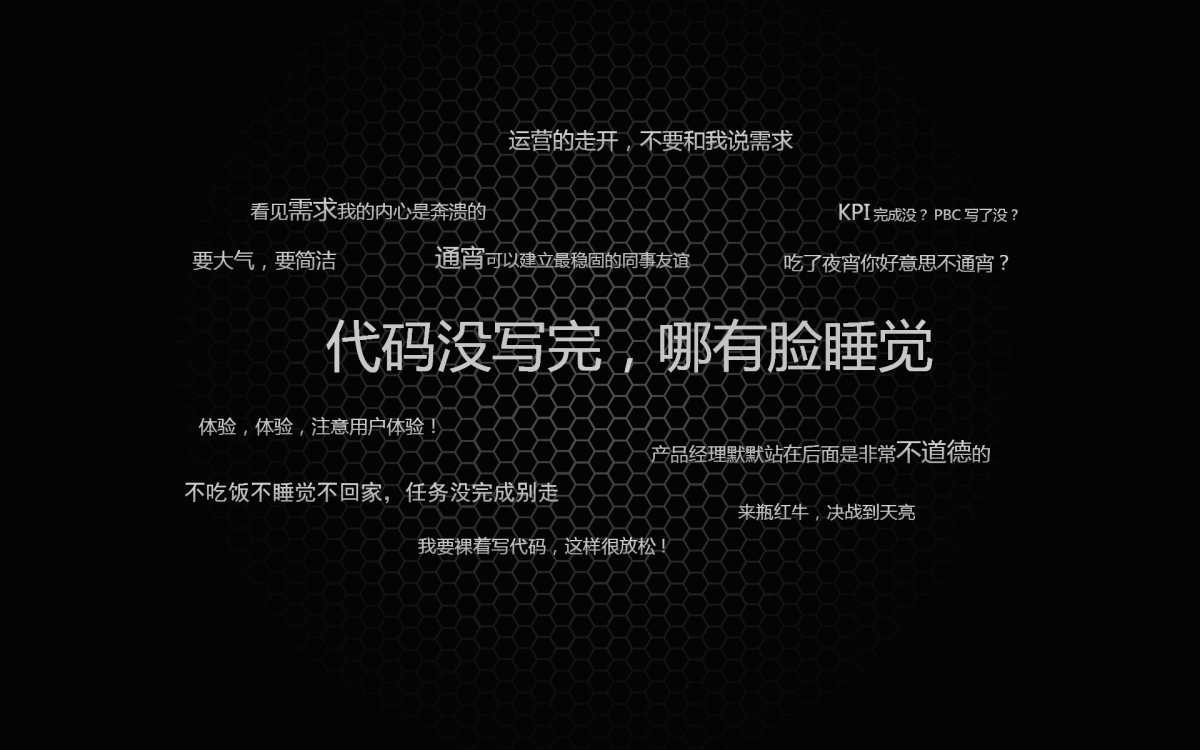 运营的走开，不要和我说需求
看见需求我的内心是奔溃的
KPI 完成没？ PBC 写了没？
要大气，要简洁
通宵可以建立最稳固的同事友谊
吃了夜宵你好意思不通宵？
代码没写完，哪有脸睡觉
体验，体验，注意用户体验！
产品经理默默站在后面是非常不道德的
不吃饭不睡觉不回家，任务没完成别走
来瓶红牛，决战到天亮
我要裸着写代码，这样很放松！